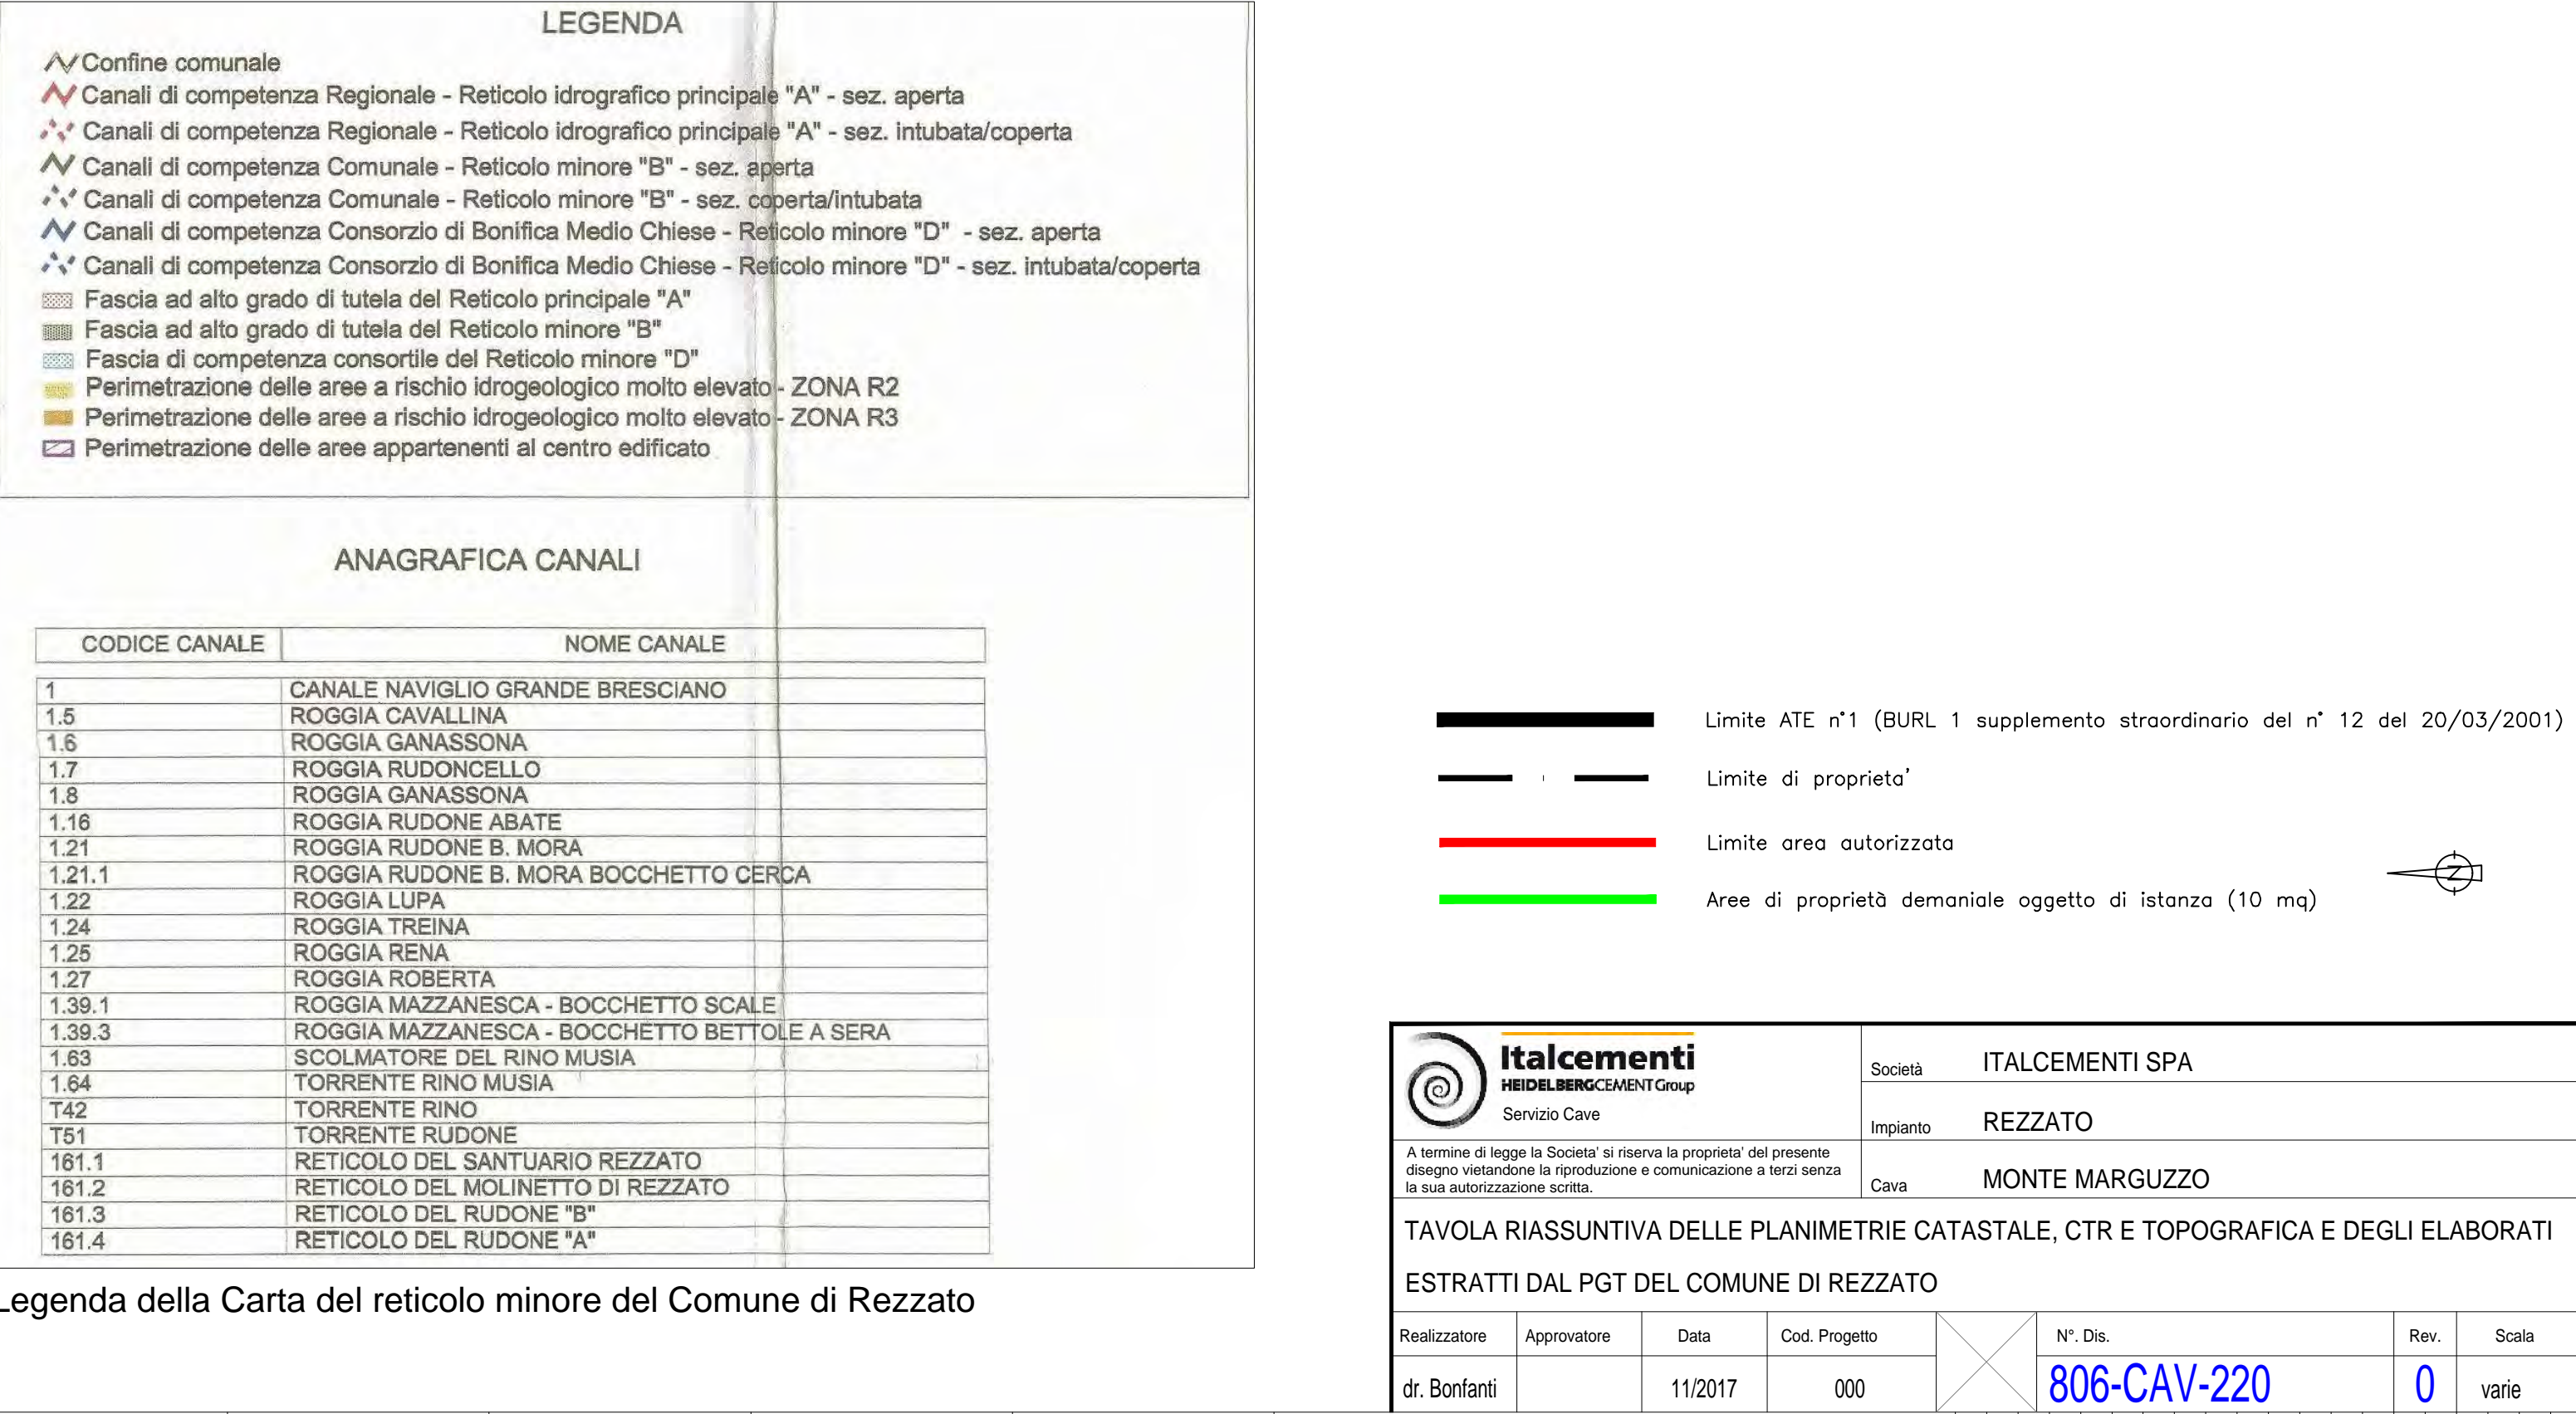 LEGENDA
Confine comunale
Canali di competenza Regionale - Reticolo idrografico principale "A" - sez. aperta
Canali di competenza Regionale - Reticolo idrografico principale "A" - sez. intubata/coperta
Canali di competenza Comunale - Reticolo minore "B" - sez. aperta
Canali di competenza Comunale - Reticolo minore "B" - sez. coperta/intubata
Canali di competenza Consorzio di Bonifica Medio Chiese - Reticolo minore "D" - sez. aperta
Canali di competenza Consorzio di Bonifica Medio Chiese - Reticolo minore "D" - sez. intubata/coperta
Fascia ad alto grado di tutela del Reticolo principale "A"
Fascia ad alto grado di tutela del Reticolo minore "B"
Fascia di competenza consortile del Reticolo minore "D"
Perimetrazione delle aree a rischio idrogeologico molto elevato - ZONA R2
Perimetrazione delle aree a rischio idrogeologico molto elevato - ZONA R3
Perimetrazione delle aree appartenenti al centro edificato
ANAGRAFICA CANALI
CODICE CANALE NOME CANALE
1 CANALE NAVIGLIO GRANDE BRESCIANO
1.5 ROGGIA CAVALLINA
1.6 ROGGIA GANASSONA
1.7 ROGGIA RUDONCELLO
1.8 ROGGIA GANASSONA
1.16 ROGGIA RUDONE ABATE
1.21 ROGGIA RUDONE B. MORA
1.21.1 ROGGIA RUDONE B. MORA BOCCHETTO CERCA
1.22 ROGGIA LUPA
1.24 ROGGIA TREINA
1.25 ROGGIA RENA
1.27 ROGGIA ROBERTA
1.39.1 ROGGIA MAZZANESCA - BOCCHETTO SCALE
1.39.3 ROGGIA MAZZANESCA - BOCCHETTO BETTOLE A SERA
1.63 SCOLMATORE DEL RINO MUSIA
1.64 TORRENTE RINO MUSIA
T42 TORRENTE RINO
T51 TORRENTE RUDONE
161.1 RETICOLO DEL SANTUARIO REZZATO
161.2 RETICOLO DEL MOLINETTO DI REZZATO
161.3 RETICOLO DEL RUDONE "B"
161.4 RETICOLO DEL RUDONE "A"
Legenda della Carta del reticolo minore del Comune di Rezzato
Limite ATE n°1 (BURL 1 supplemento straordinario del n° 12 del 20/03/2001)
Limite di proprieta'
Limite area autorizzata
Aree di proprietà demaniale oggetto di istanza (10 mq)
Z
Italcementi
HEIDELBERGCEMENT Group
Servizio Cave
Società ITALCEMENTI SPA
Impianto REZZATO
A termine di legge la Societa' si riserva la proprieta' del presente
disegno vietandone la riproduzione e comunicazione a terzi senza
la sua autorizzazione scritta.
Cava MONTE MARGUZZO
TAVOLA RIASSUNTIVA DELLE PLANIMETRIE CATASTALE, CTR E TOPOGRAFICA E DEGLI ELABORATI
ESTRATTI DAL PGT DEL COMUNE DI REZZATO
Realizzatore Approvatore Data Cod. Progetto N°. Dis. Rev. Scala
dr. Bonfanti 11/2017 000 806-CAV-220 0 varie